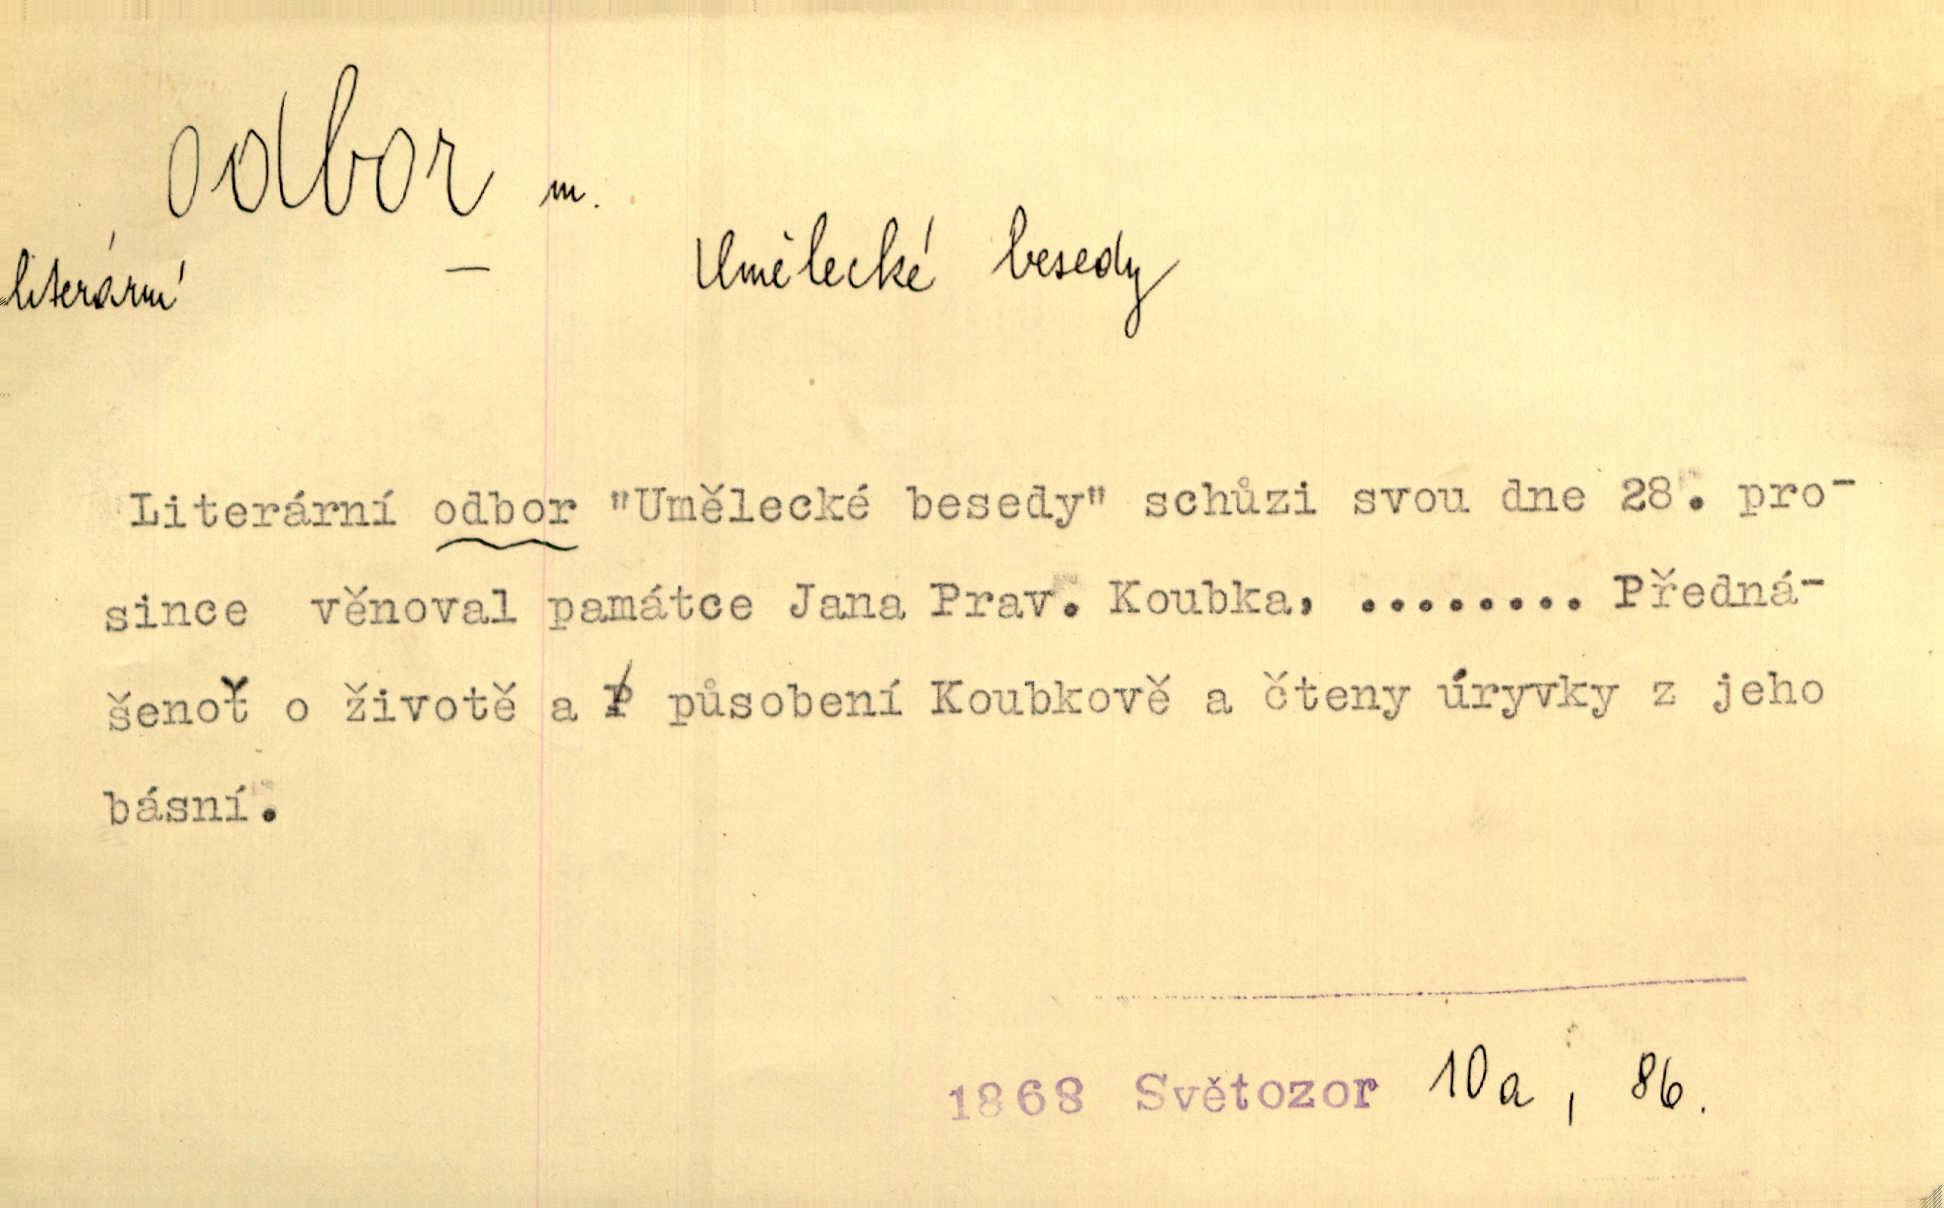 odbor m.
literární — Umělecké besedy
Literární odbor "Umělecké besedy" schůzi svou dne 28. pro-
since věnoval památce Jana Prav. Koubka, ........ Předná-
šeno o životě a působení Koubkově a čteny úryvky z jeho
básní.
1868 Světozor 10a, 86.